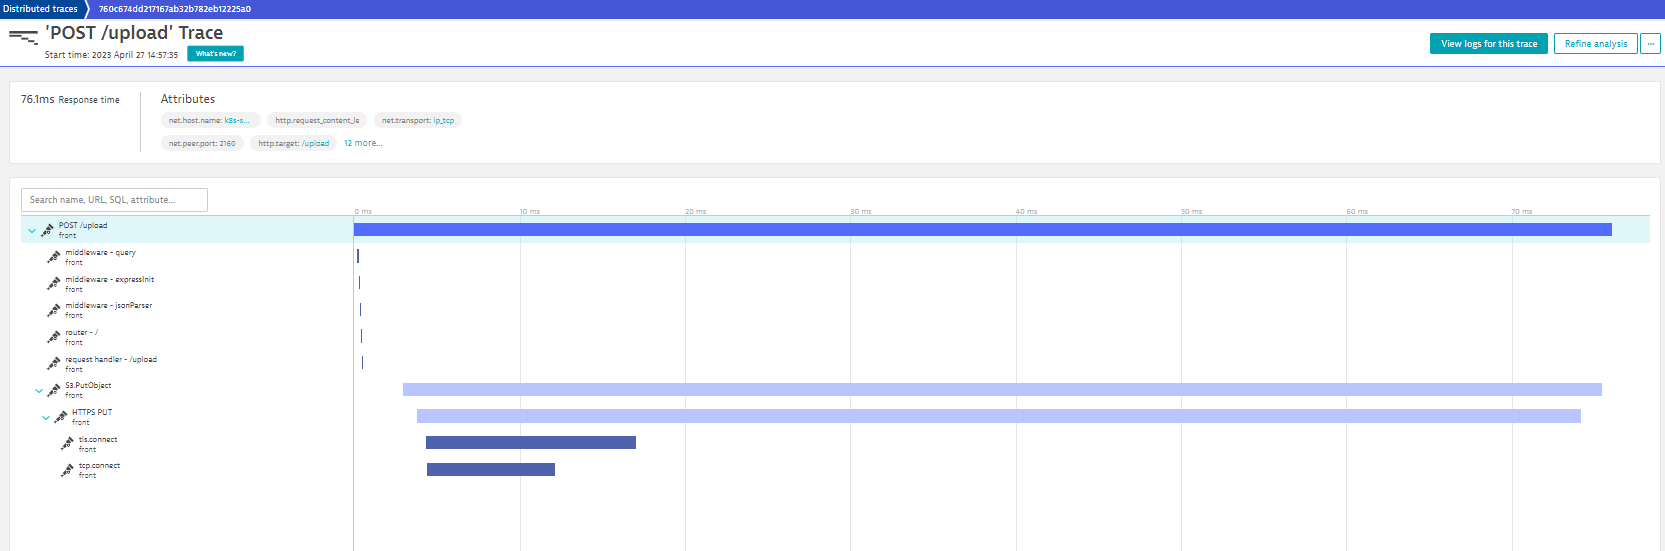 Distributed traces 760c674dd217167ab32b782eb12225a0
'POST /upload' Trace
Start time: 2023 April 27 14:57:35 What's new?
View logs for this trace Refine analysis ...
76.1ms Response time
Attributes
net.host.name: k8s-s... http.request_content_le net.transport: ip_tcp
net.peer.port: 2160 http.target: /upload 12 more...
Search name, URL, SQL, attribute...
0 ms 10 ms 20 ms 30 ms 40 ms 50 ms 60 ms 70 ms
POST /upload
front
middleware - query
front
middleware - expressInit
front
middleware - jsonParser
front
router - /
front
request handler - /upload
front
S3.PutObject
front
HTTPS PUT
front
tls.connect
front
tcp.connect
front